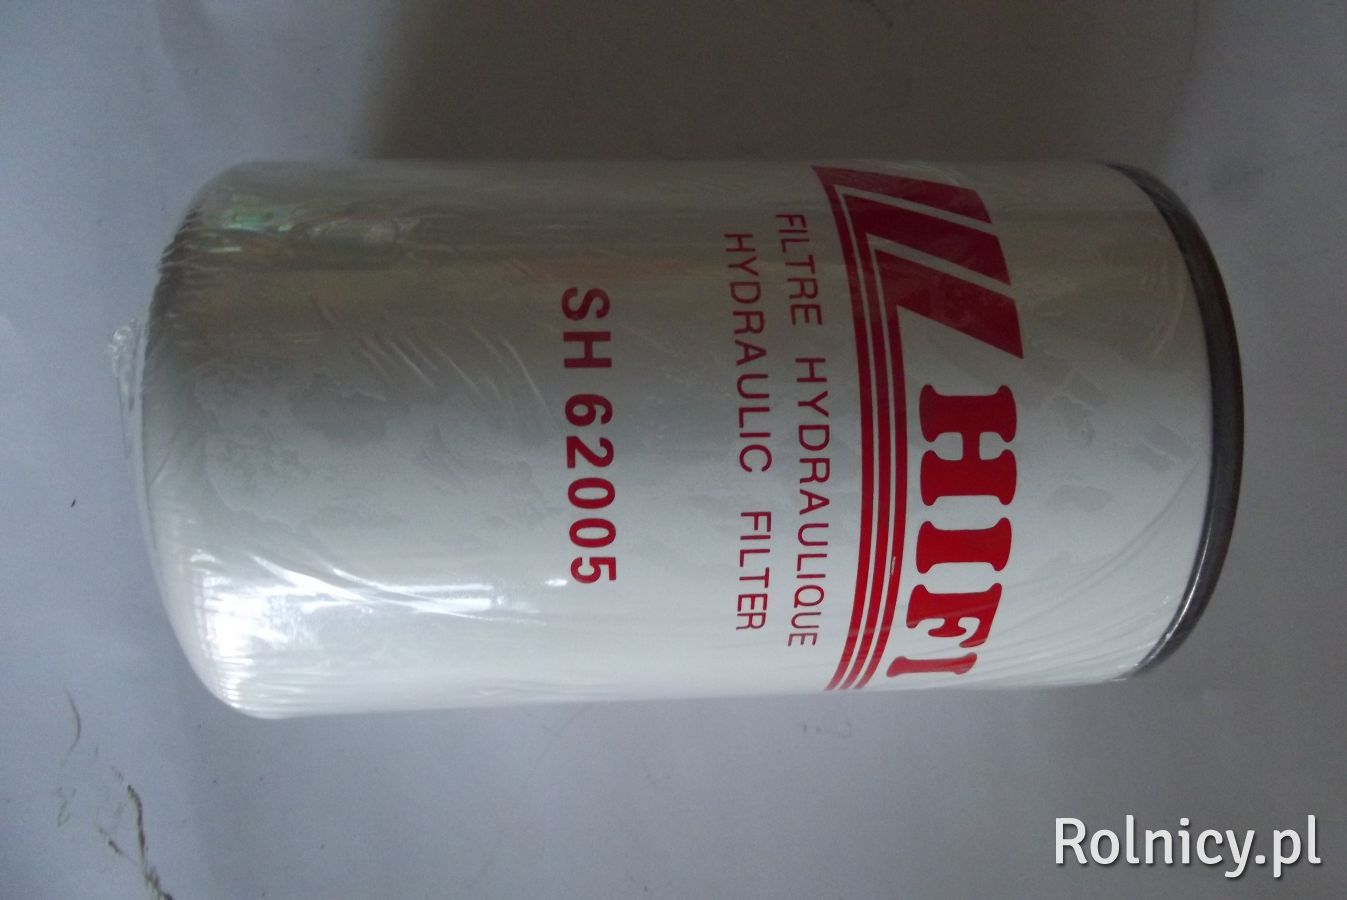 HIFI
FILTRE HYDRAULIQUE
HYDRAULIC FILTER
SH 62005
Rolnicy.pl